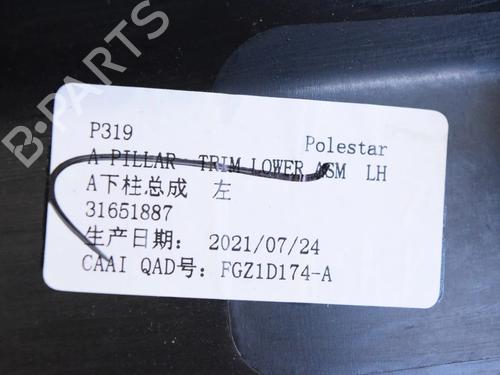 B-PARTS
P319 Polestar
A PILLAR TRIM LOWER ASM LH
A下柱总成 左
31651887
生产日期: 2021/07/24
CAAI QAD号: FGZ1D174-A